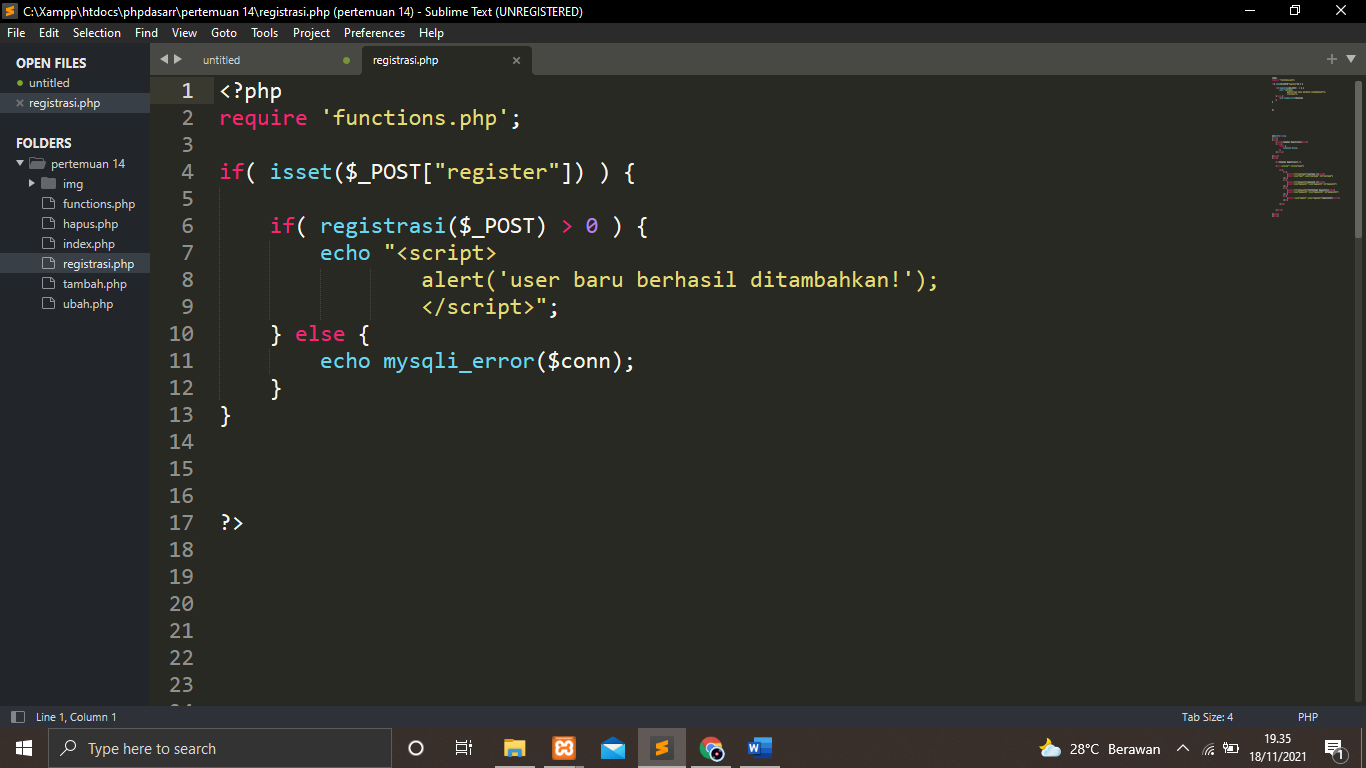 C:\Xampp\htdocs\phpdasarr\pertemuan 14\registrasi.php (pertemuan 14) - Sublime Text (UNREGISTERED)
File Edit Selection Find View Goto Tools Project Preferences Help
OPEN FILES
untitled
registrasi.php
FOLDERS
pertemuan 14
img
functions.php
hapus.php
index.php
registrasi.php
tambah.php
ubah.php
untitled registrasi.php
1 <?php
2 require 'functions.php';
3
4 if( isset($_POST["register"]) ) {
5
6 if( registrasi($_POST) > 0 ) {
7 echo "<script>
8 alert('user baru berhasil ditambahkan!');
9 </script>";
10 } else {
11 echo mysqli_error($conn);
12 }
13 }
14
15
16
17 ?>
18
19
20
21
22
23
Line 1, Column 1 Tab Size: 4 PHP
Type here to search
28°C Berawan
19.35
18/11/2021
1